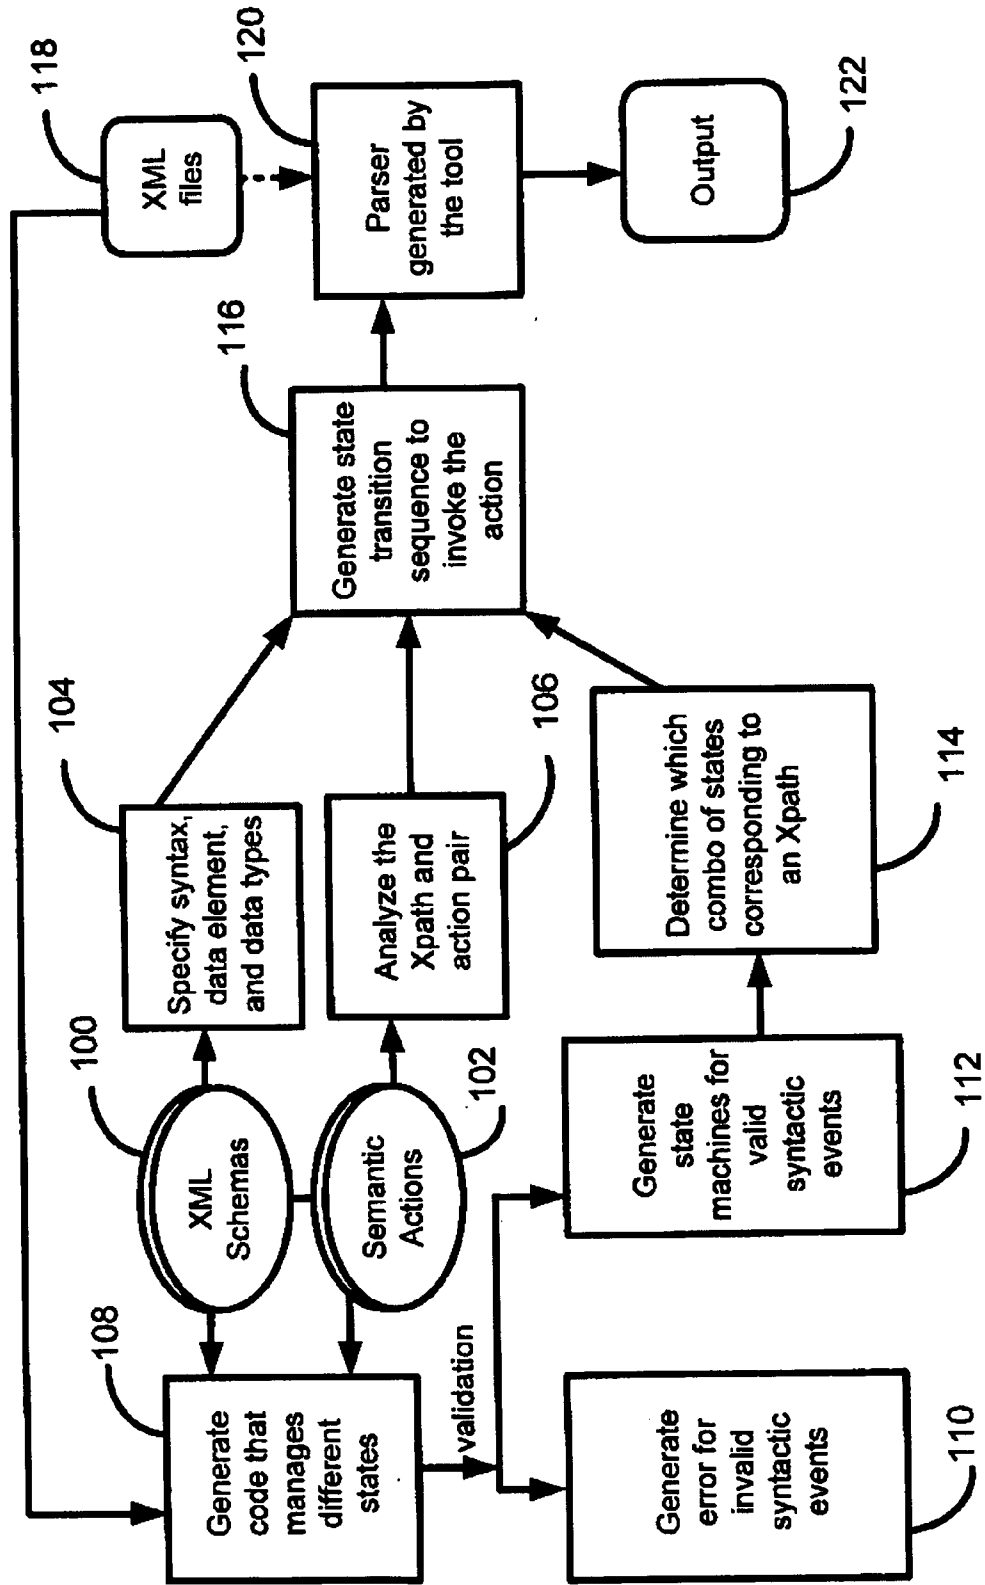 118
XML
files
120
Parser
generated by
the tool
Output
122
116
Generate state
transition
sequence to
invoke the
action
104
Specify syntax,
data element,
and data types
106
Analyze the
Xpath and
action pair
Determine which
combo of states
corresponding to
an Xpath
114
100
XML
Schemas
102
Semantic
Actions
Generate
state
machines for
valid
syntactic
events
112
108
Generate
code that
manages
different
states
validation
Generate
error for
invalid
syntactic
events
110